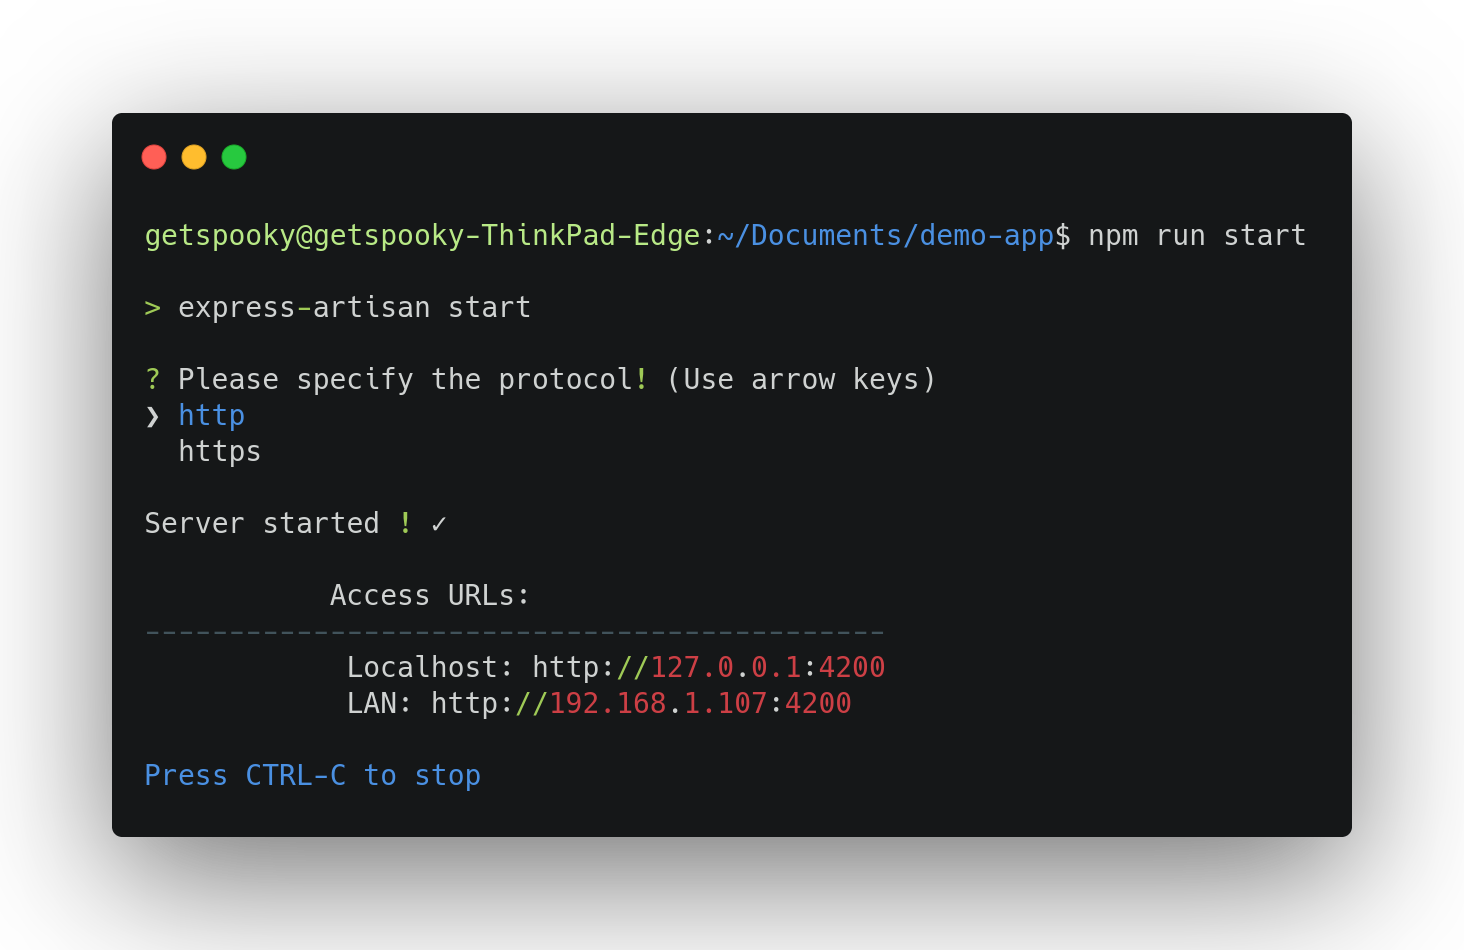 getspooky@getspooky-ThinkPad-Edge:~/Documents/demo-app$ npm run start
> express-artisan start
? Please specify the protocol! (Use arrow keys)
❯ http
https
Server started ! ✓
Access URLs:
--------------------------------------------
Localhost: http://127.0.0.1:4200
LAN: http://192.168.1.107:4200
Press CTRL-C to stop